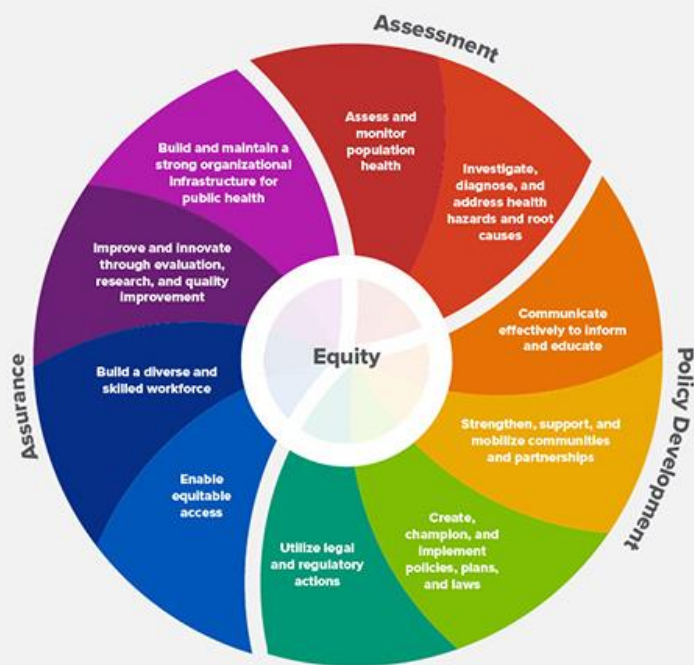 Assessment
Assess and
monitor
population
health
Investigate,
diagnose, and
address health
hazards and root
causes
Policy Development
Communicate
effectively to inform
and educate
Strengthen, support, and
mobilize communities
and partnerships
Create,
champion, and
implement
policies, plans,
and laws
Utilize legal
and regulatory
actions
Assurance
Enable
equitable
access
Build a diverse and
skilled workforce
Improve and innovate
through evaluation,
research, and quality
improvement
Build and maintain a
strong organizational
infrastructure for
public health
Equity